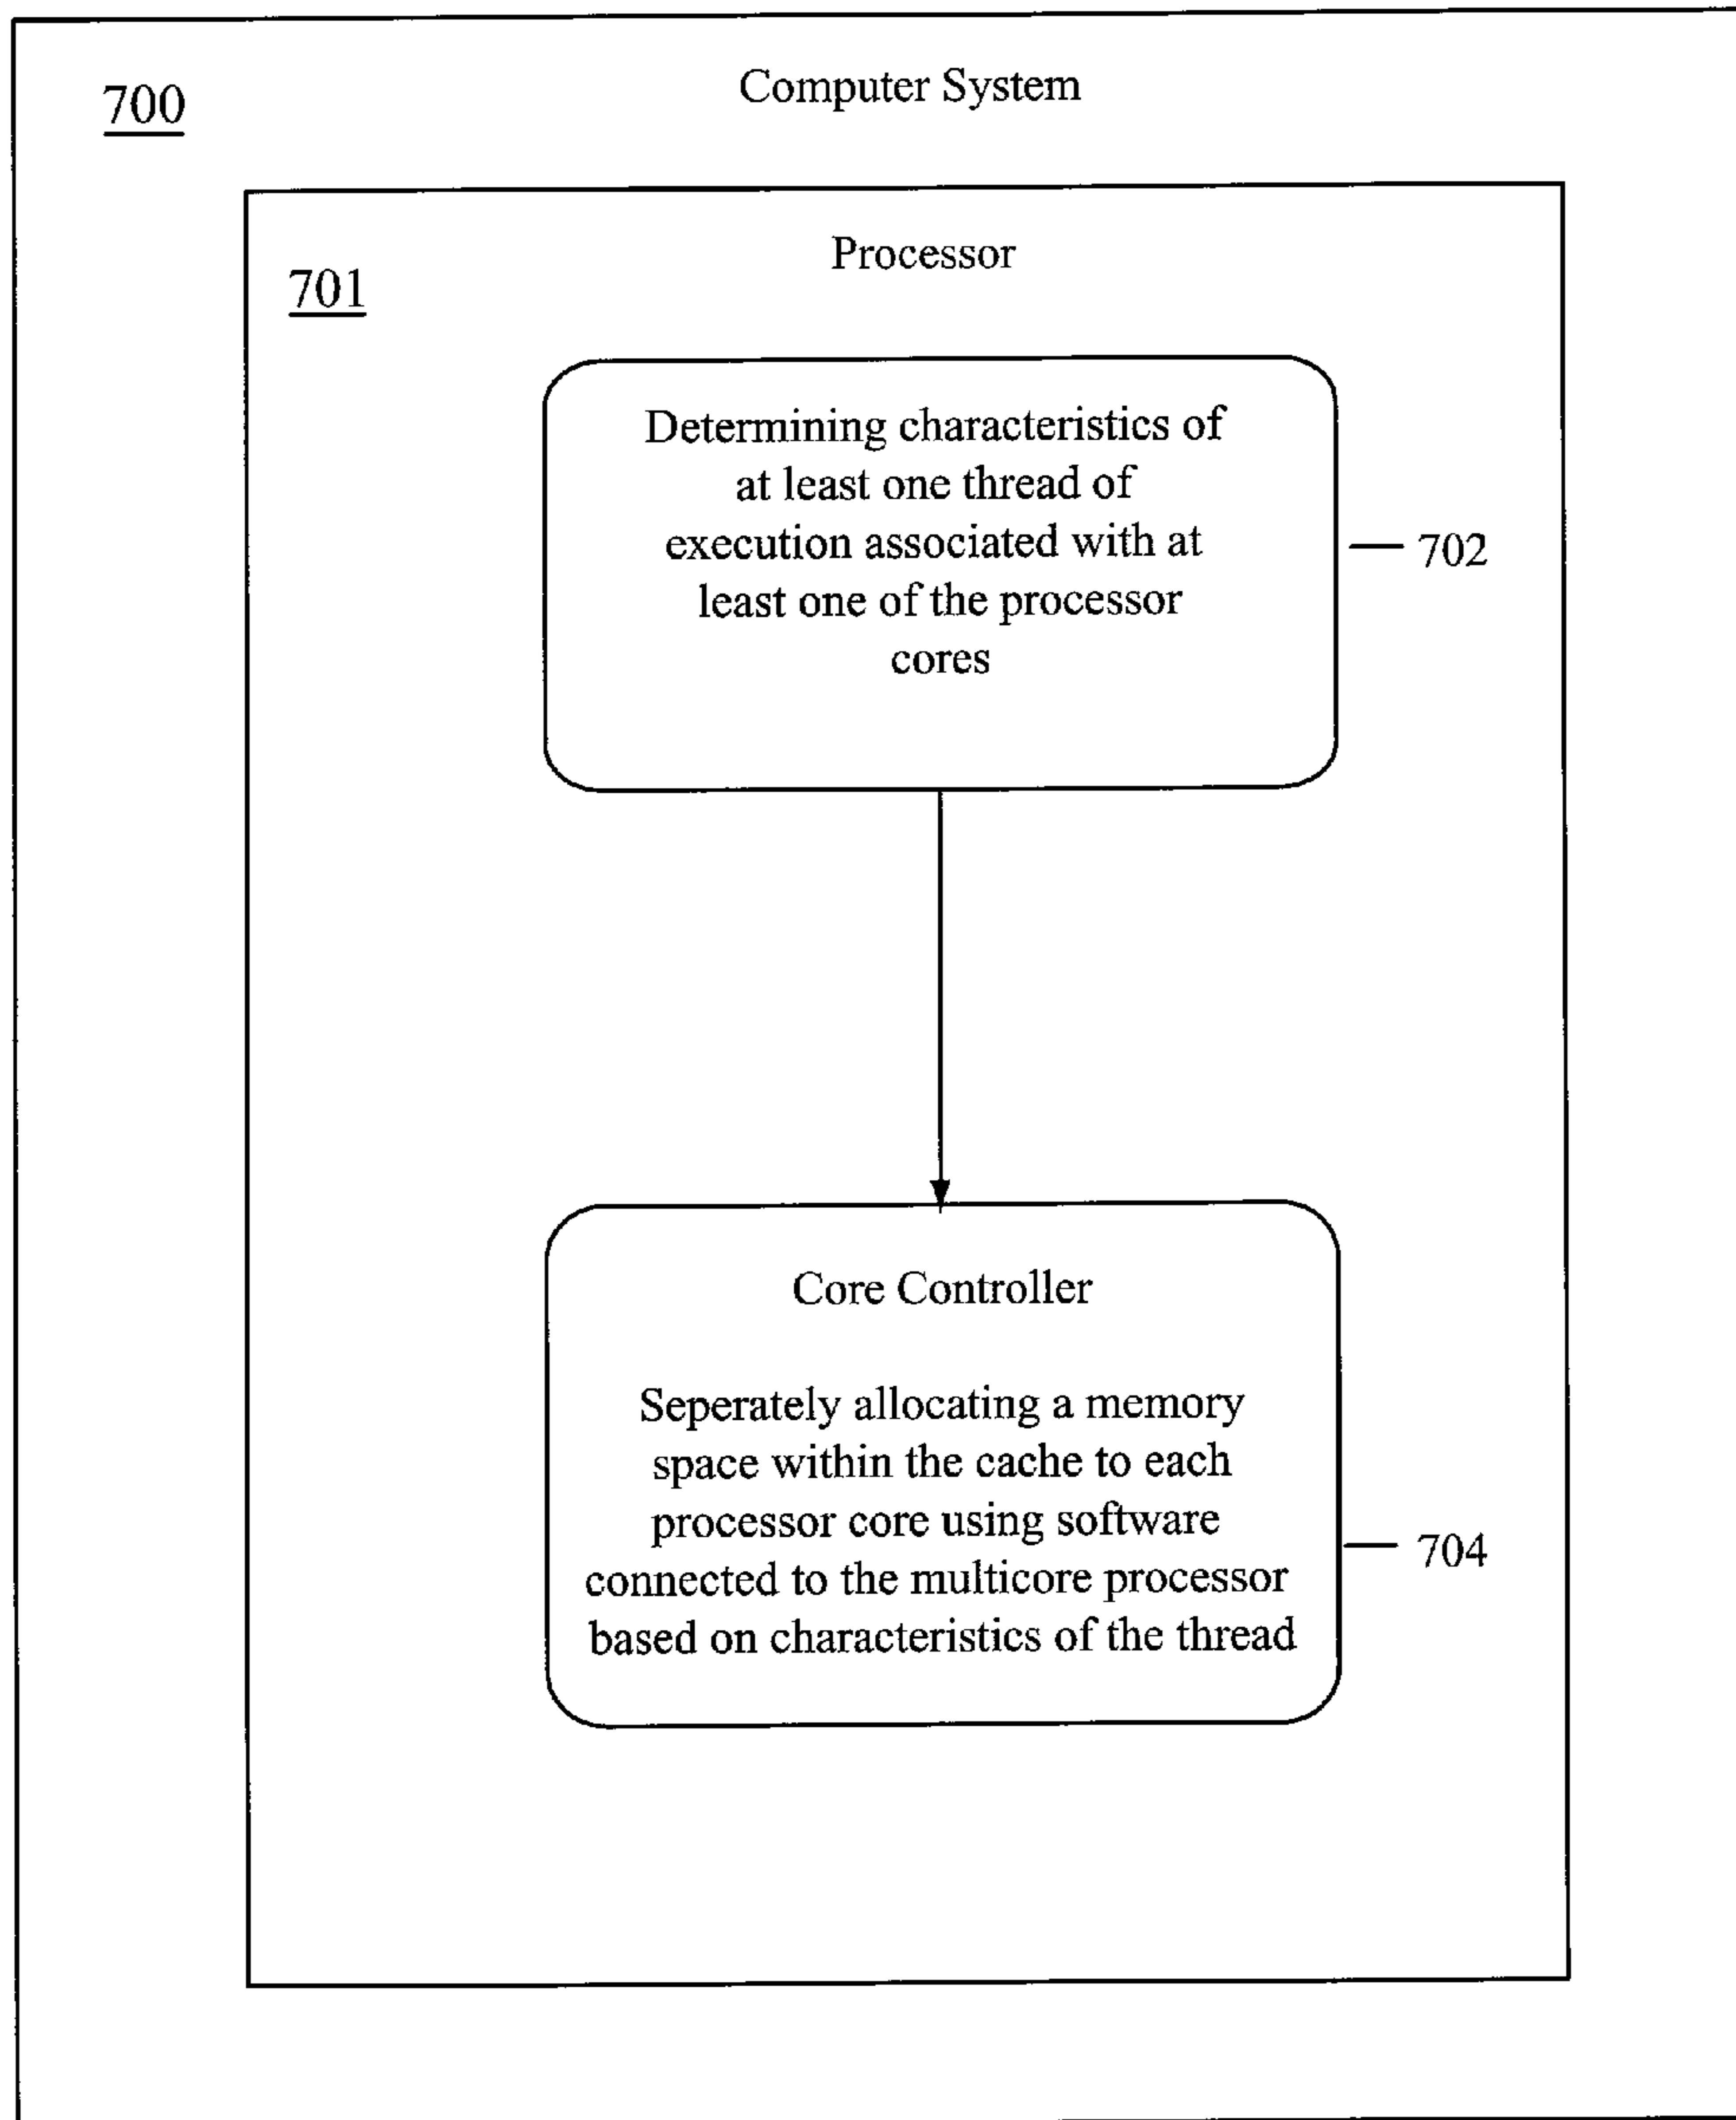 Computer System
700
Processor
701
Determining characteristics of
at least one thread of
execution associated with at
least one of the processor
cores
702
Core Controller
Seperately allocating a memory
space within the cache to each
processor core using software
connected to the multicore processor
based on characteristics of the thread
704